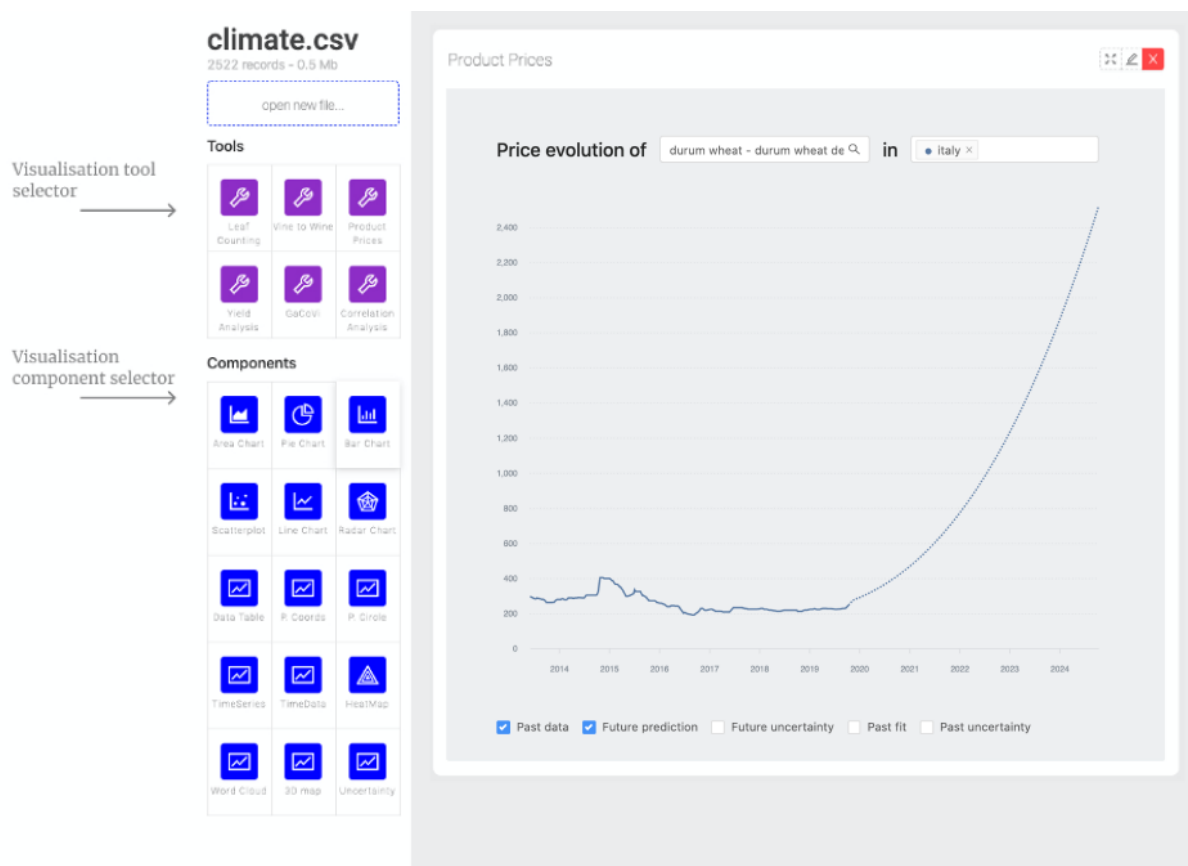 climate.csv
2522 records - 0.5 Mb
open new file...
Tools
Visualisation tool
selector
Leaf
Counting
Vine to Wine
Product
Prices
Yield
Analysis
GaCoVi
Correlation
Analysis
Visualisation
component selector
Components
Area Chart
Pie Chart
Bar Chart
Scatterplot
Line Chart
Radar Chart
Data Table
P. Coords
P. Circle
TimeSeries
TimeData
HeatMap
Word Cloud
3D map
Uncertainty
Product Prices
X
Price evolution of
durum wheat - durum wheat de
in
italy ×
2,400
2,200
2,000
1,800
1,600
1,400
1,200
1,000
800
600
400
200
0
2014 2015 2016 2017 2018 2019 2020 2021 2022 2023 2024
Past data Future prediction Future uncertainty Past fit Past uncertainty